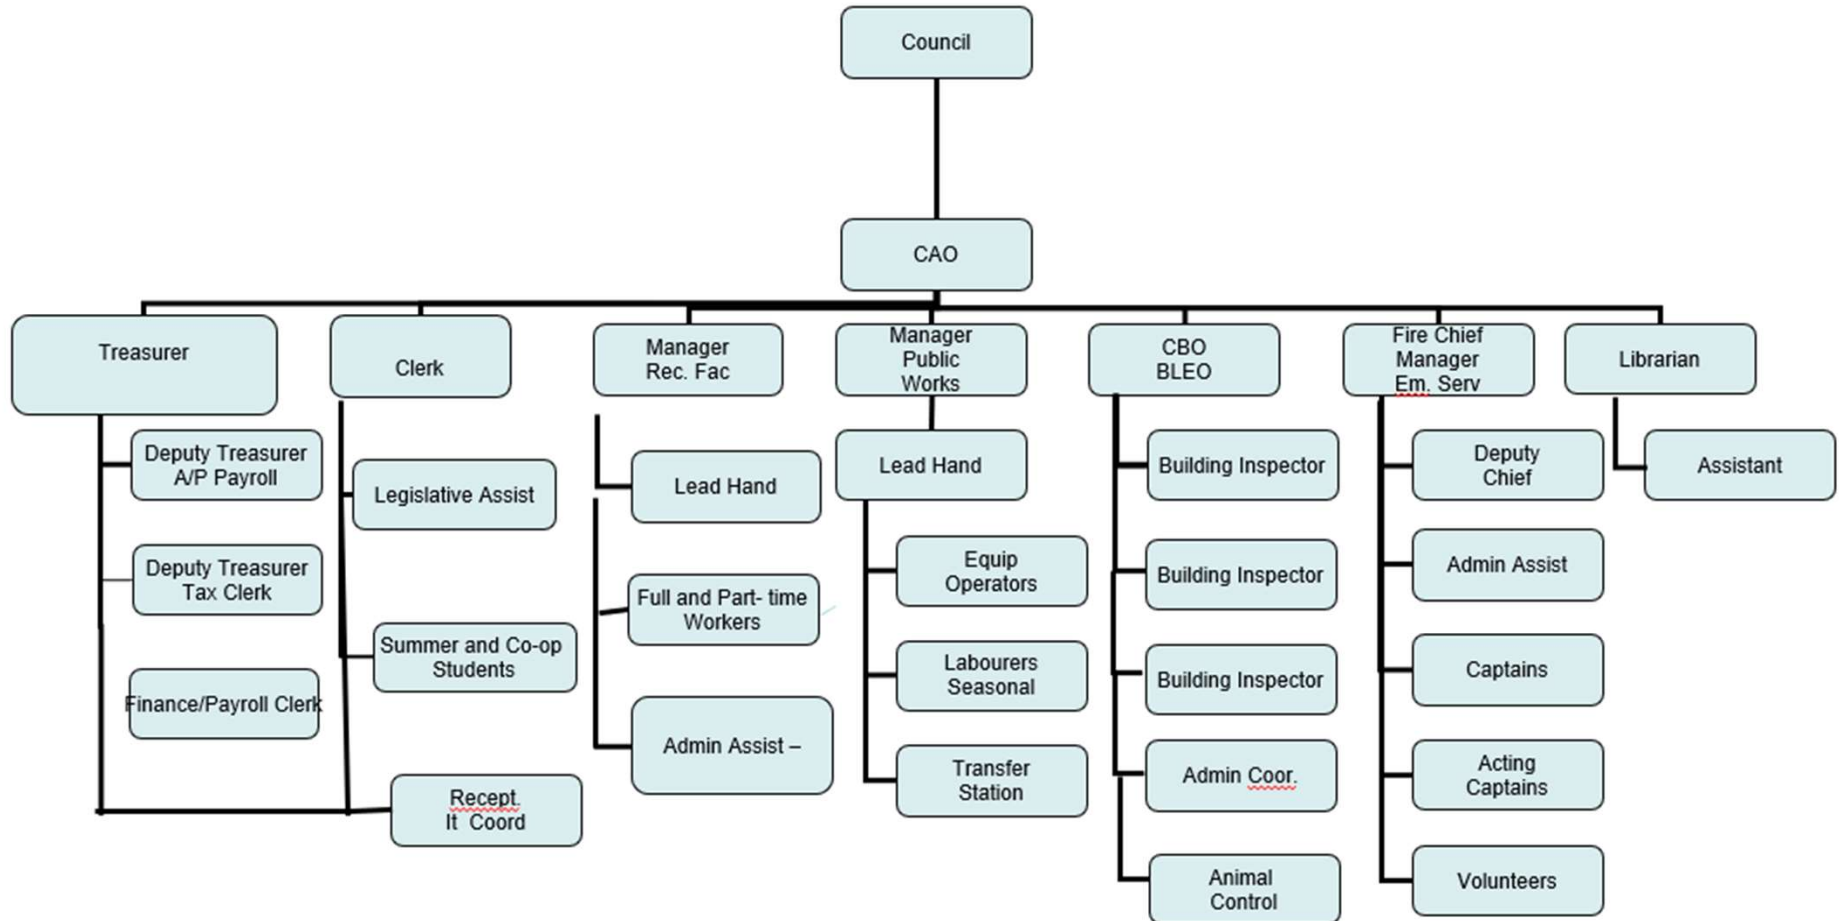 Council
CAO
Treasurer
Clerk
Manager
Rec. Fac
Manager
Public
Works
CBO
BLEO
Fire Chief
Manager
Em. Serv
Librarian
Deputy Treasurer
A/P Payroll
Deputy Treasurer
Tax Clerk
Finance/Payroll Clerk
Legislative Assist
Summer and Co-op
Students
Recept.
It  Coord
Lead Hand
Full and Part- time
Workers
Admin Assist –
Lead Hand
Equip
Operators
Labourers
Seasonal
Transfer
Station
Building Inspector
Building Inspector
Building Inspector
Admin Coor.
Animal
Control
Deputy
Chief
Admin Assist
Captains
Acting
Captains
Volunteers
Assistant